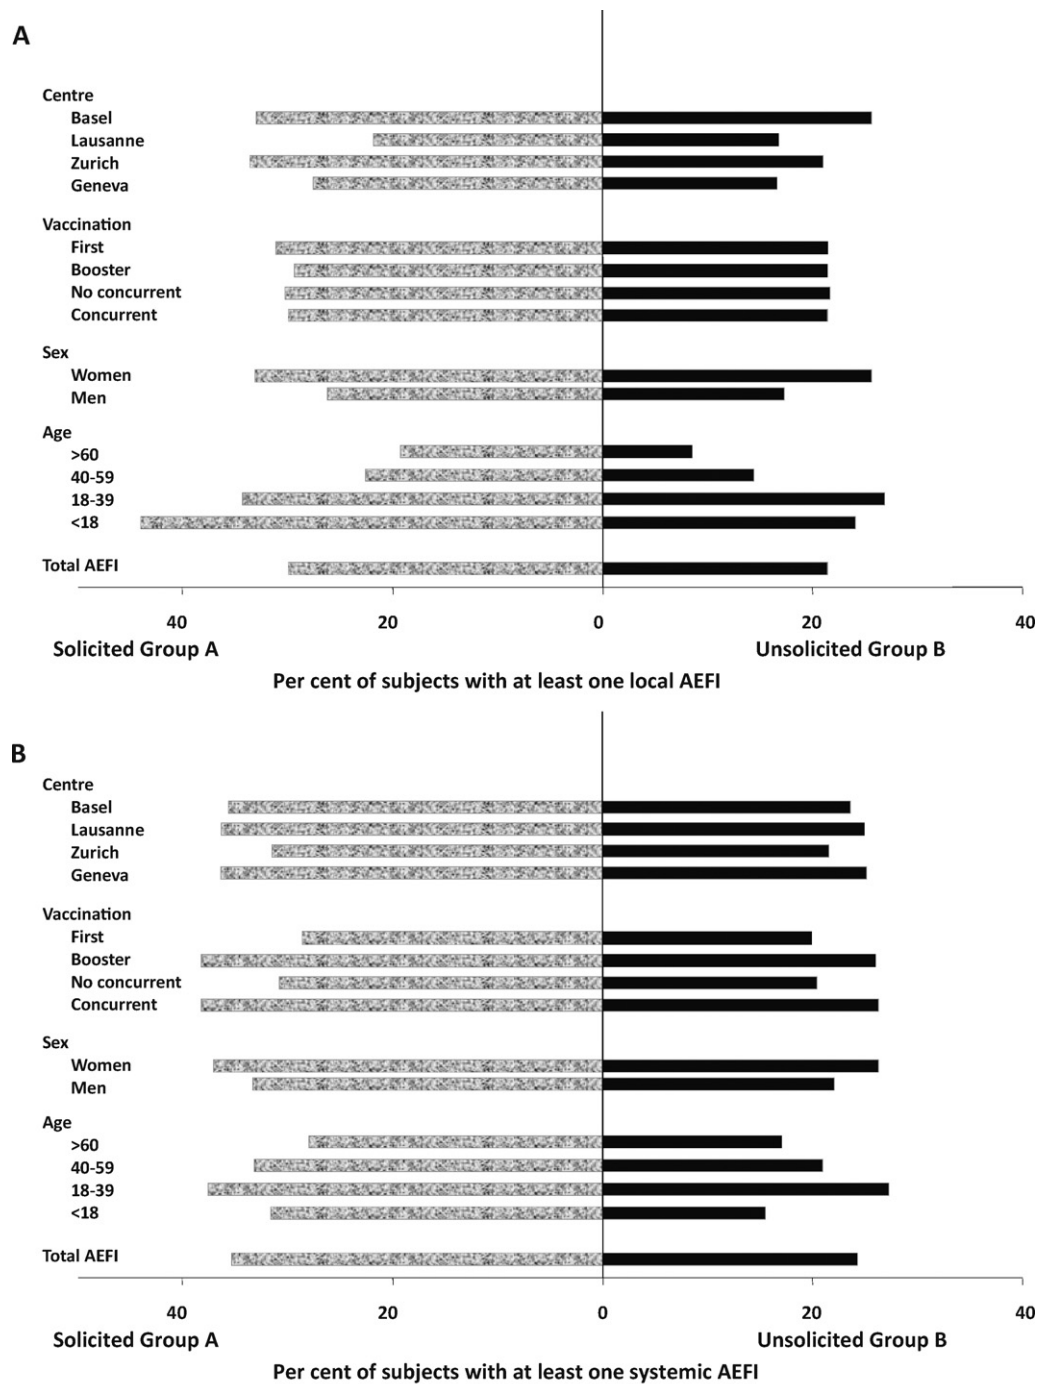 A
Centre
Basel
Lausanne
Zurich
Geneva
Vaccination
First
Booster
No concurrent
Concurrent
Sex
Women
Men
Age
>60
40-59
18-39
<18
Total AEFI
40 20 0 20 40
Solicited Group A Unsolicited Group B
Per cent of subjects with at least one local AEFI
B
Centre
Basel
Lausanne
Zurich
Geneva
Vaccination
First
Booster
No concurrent
Concurrent
Sex
Women
Men
Age
>60
40-59
18-39
<18
Total AEFI
40 20 0 20 40
Solicited Group A Unsolicited Group B
Per cent of subjects with at least one systemic AEFI